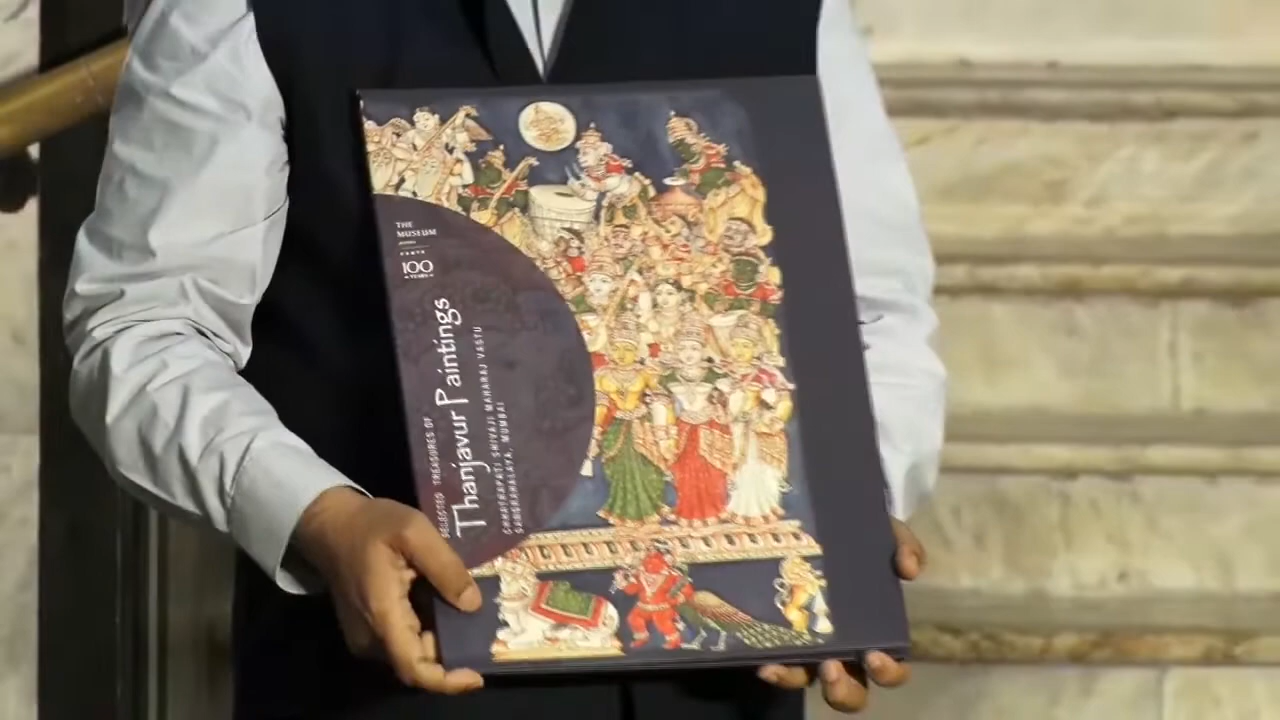 THE
MUSEUM
100
YEARS
SELECTED TREASURES OF
Thanjavur Paintings
CHHATRAPATI SHIVAJI MAHARAJ VASTU
SANGRAHALAYA, MUMBAI